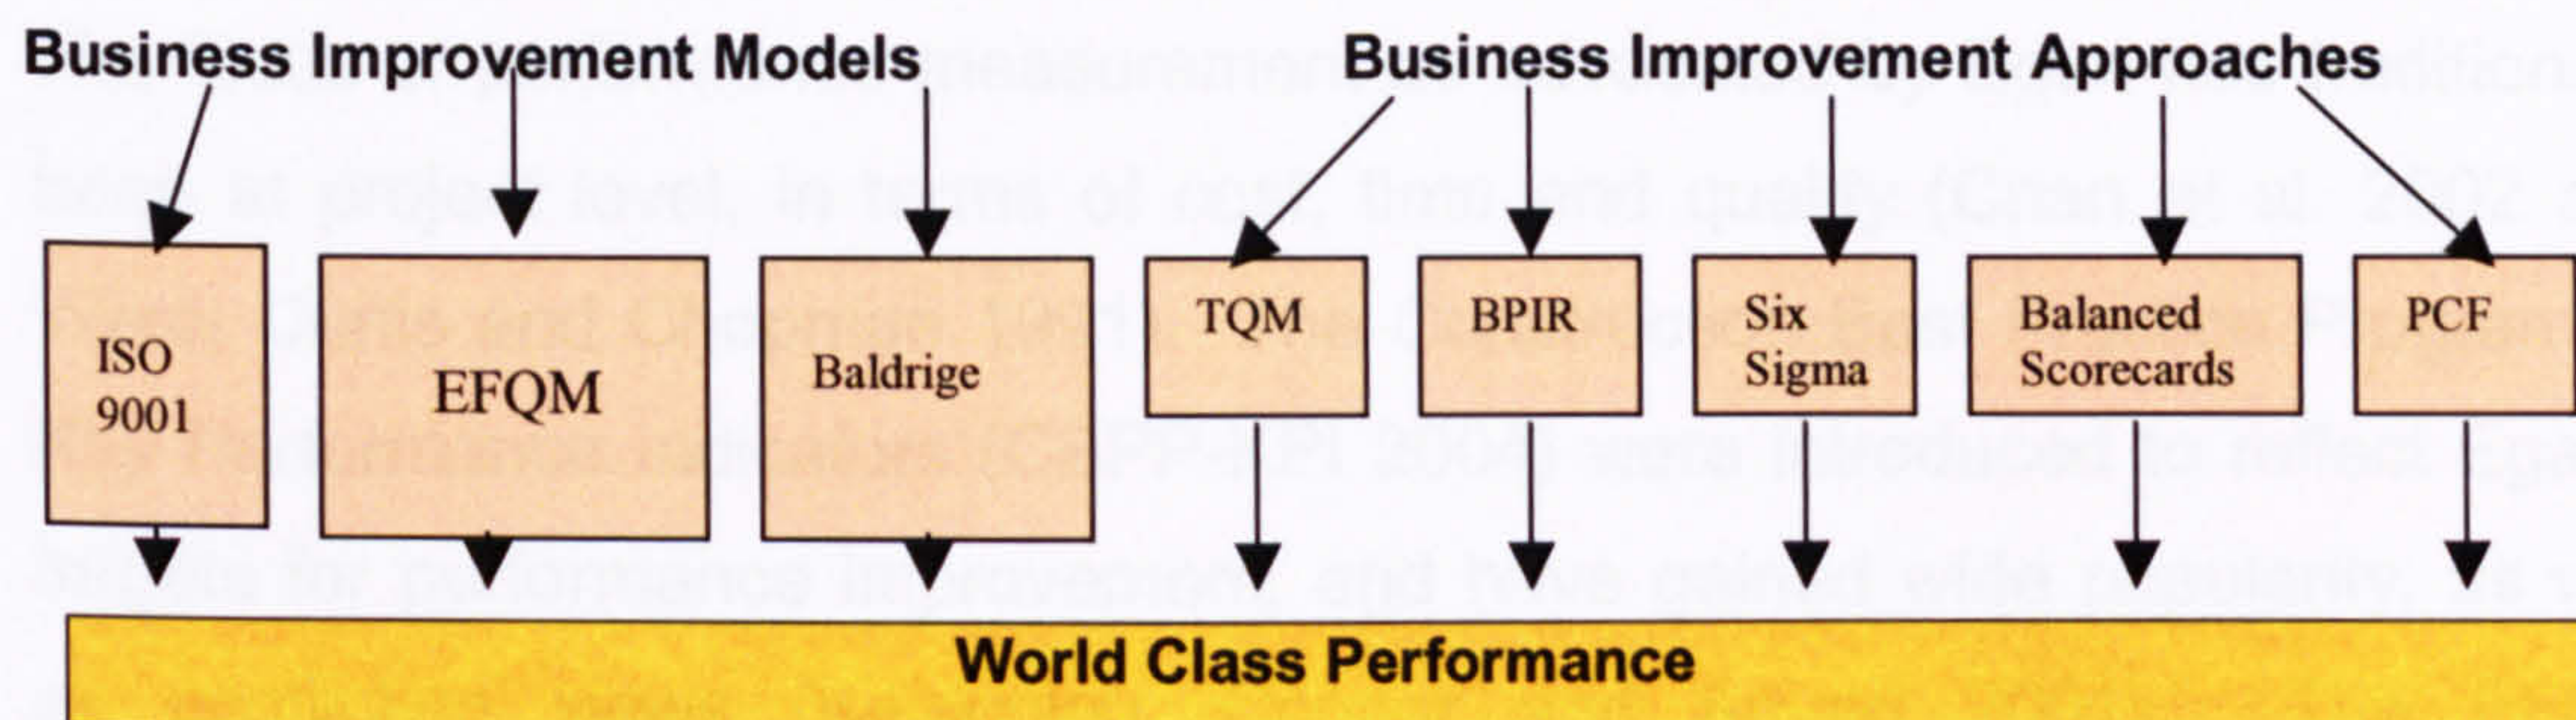 Business Improvement Models
Business Improvement Approaches
ISO
9001
EFQM
Baldrige
TQM
BPIR
Six
Sigma
Balanced
Scorecards
PCF
World Class Performance